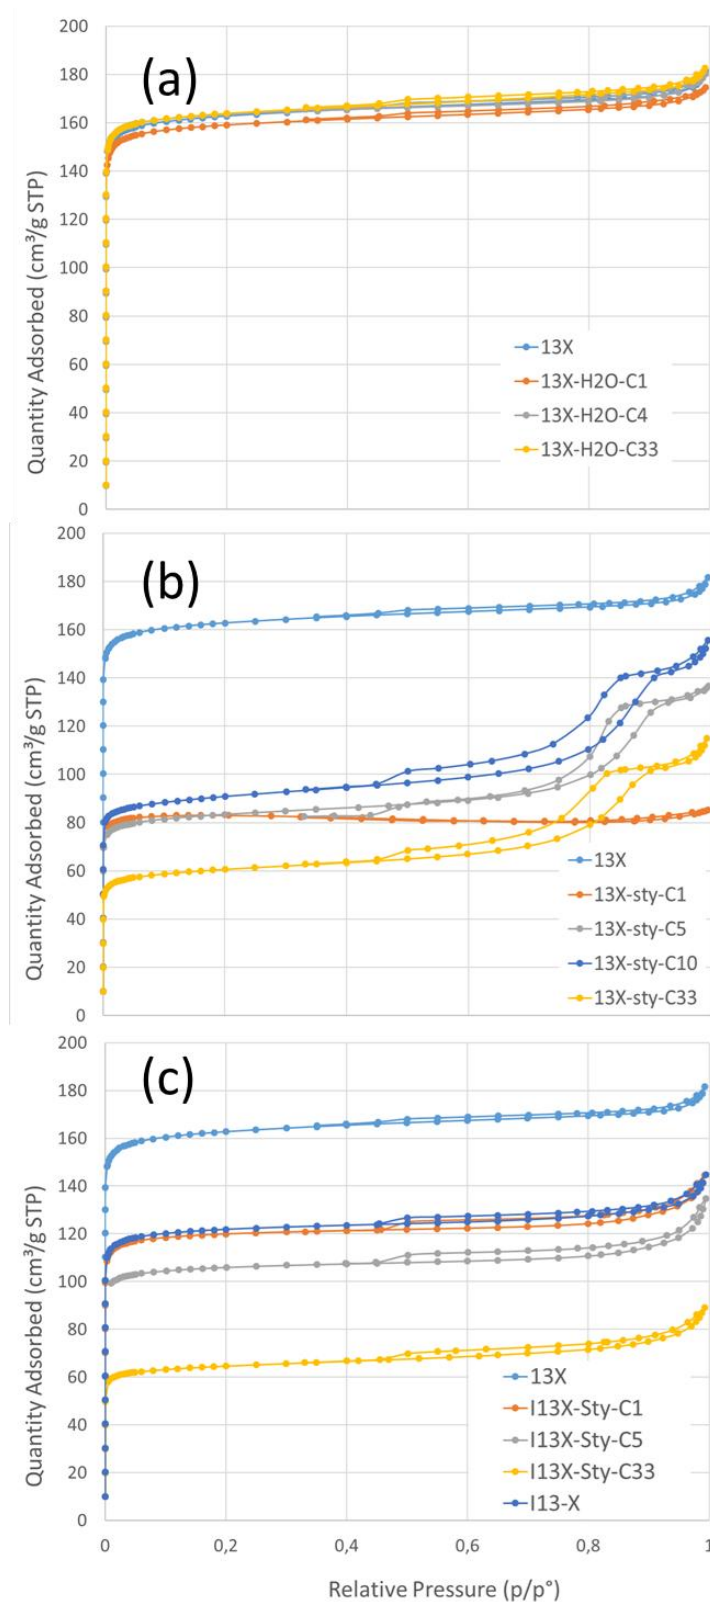 (a)
Quantity Adsorbed (cm³/g STP)
200
180
160
140
120
100
80
60
40
20
0
13X
13X-H2O-C1
13X-H2O-C4
13X-H2O-C33
(b)
Quantity Adsorbed (cm³/g STP)
200
180
160
140
120
100
80
60
40
20
0
13X
13X-sty-C1
13X-sty-C5
13X-sty-C10
13X-sty-C33
(c)
Quantity Adsorbed (cm³/g STP)
200
180
160
140
120
100
80
60
40
20
0
13X
I13X-Sty-C1
I13X-Sty-C5
I13X-Sty-C33
I13-X
0 0,2 0,4 0,6 0,8 1
Relative Pressure (p/p°)